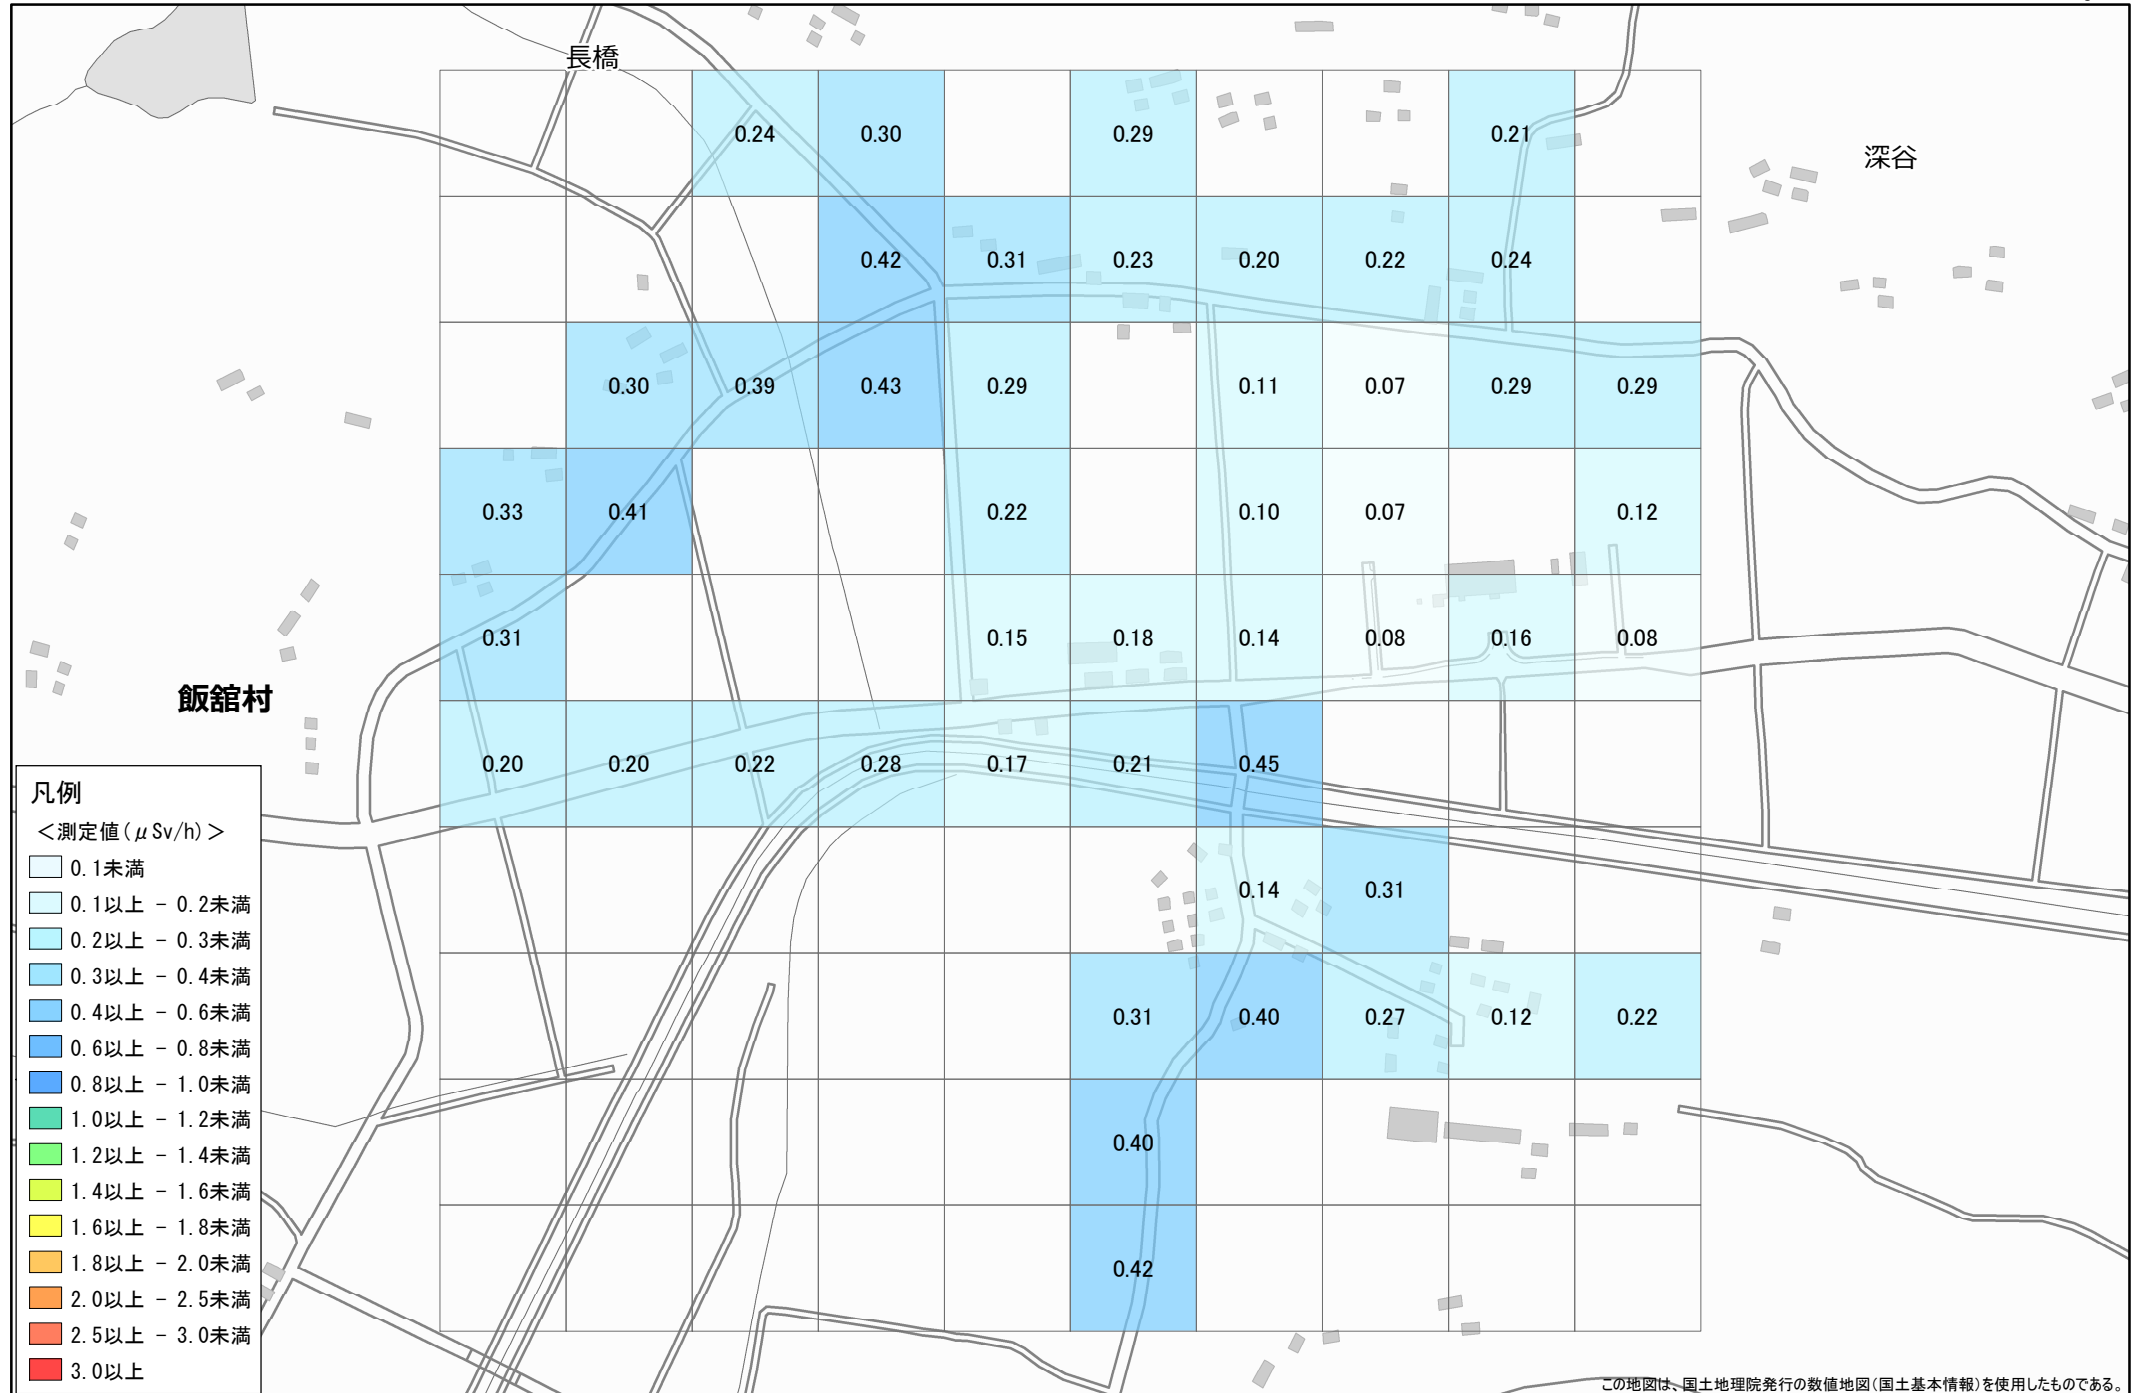 長橋
深谷
0.24 0.30 0.29 0.21
0.42 0.31 0.23 0.20 0.22 0.24
0.30 0.39 0.43 0.29 0.11 0.07 0.29 0.29
0.33 0.41 0.22 0.10 0.07 0.12
0.31 0.15 0.18 0.14 0.08 0.16 0.08
飯舘村
0.20 0.20 0.22 0.28 0.17 0.21 0.45
0.14 0.31
0.31 0.40 0.27 0.12 0.22
0.40
0.42
凡例
＜測定値(μSv/h)＞
0.1未満
0.1以上 - 0.2未満
0.2以上 - 0.3未満
0.3以上 - 0.4未満
0.4以上 - 0.6未満
0.6以上 - 0.8未満
0.8以上 - 1.0未満
1.0以上 - 1.2未満
1.2以上 - 1.4未満
1.4以上 - 1.6未満
1.6以上 - 1.8未満
1.8以上 - 2.0未満
2.0以上 - 2.5未満
2.5以上 - 3.0未満
3.0以上
この地図は、国土地理院発行の数値地図(国土基本情報)を使用したものである。